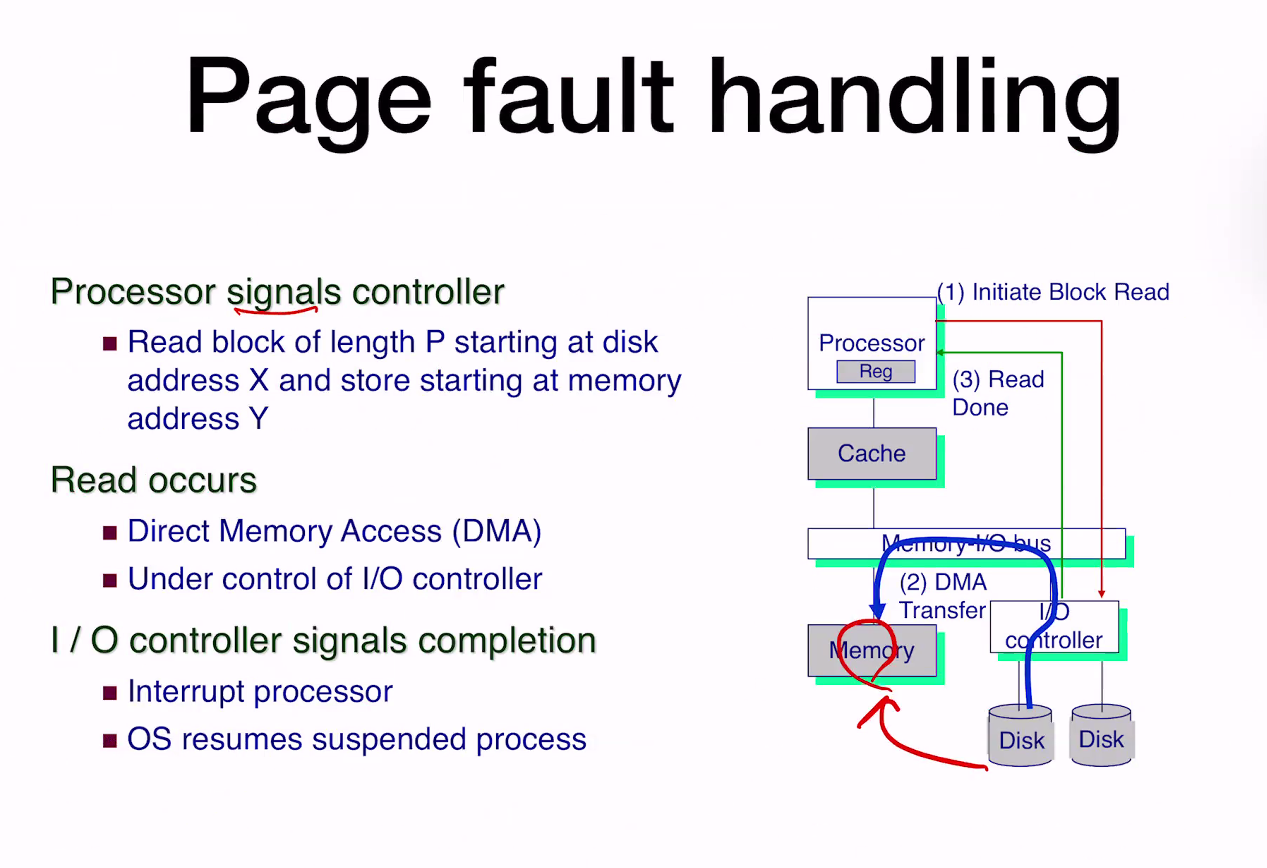 Page fault handling
Processor signals controller
Read block of length P starting at disk
address X and store starting at memory
address Y
Read occurs
Direct Memory Access (DMA)
Under control of I/O controller
I / O controller signals completion
Interrupt processor
OS resumes suspended process
(1) Initiate Block Read
Processor
Reg
(3) Read
Done
Cache
Memory-I/O bus
(2) DMA
Transfer
I/O
controller
Memory
Disk
Disk